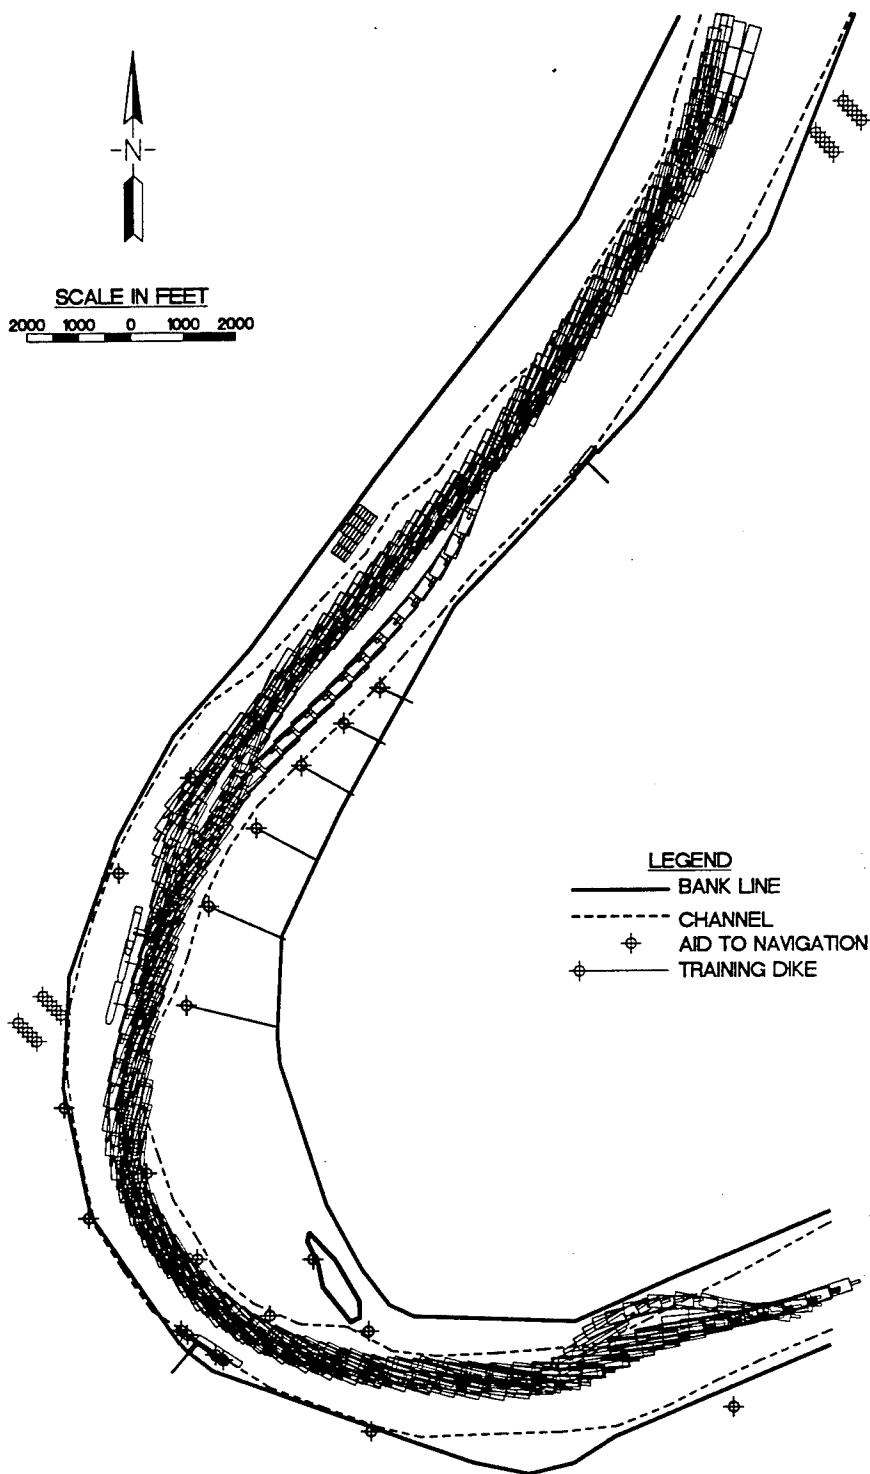 -N-
SCALE IN FEET
2000 1000 0 1000 2000
LEGEND
BANK LINE
CHANNEL
AID TO NAVIGATION
TRAINING DIKE